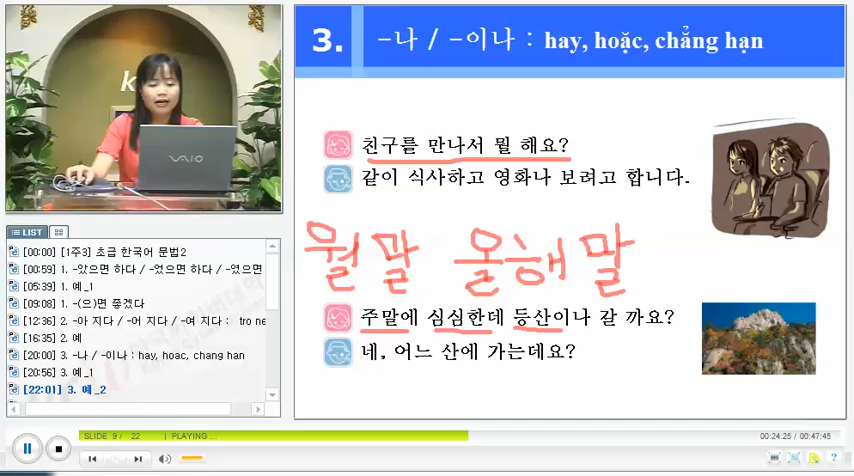 3. -나 / -이나 : hay, hoặc, chẳng hạn
k
VAIO
친구를 만나서 뭘 해요?
같이 식사하고 영화나 보려고 합니다.
월말 올해말
주말에 심심한데 등산이나 갈 까요?
네, 어느 산에 가는데요?
LIST
[00:00] [1주3] 초급 한국어 문법2
[00:59] 1. -았으면 하다 / -었으면 하다 / -였으면
[05:39] 1. 예_1
[09:08] 1. -(으)면 좋겠다
[12:36] 2. -아 지다 / -어 지다 / -여 지다 : tro ne
[16:35] 2. 예
[20:00] 3. -나 / -이나 : hay, hoac, chang han
[20:56] 3. 예_1
[22:01] 3. 예_2
SLIDE 9 / 22 | PLAYING ...
00:24:25 / 00:47:45